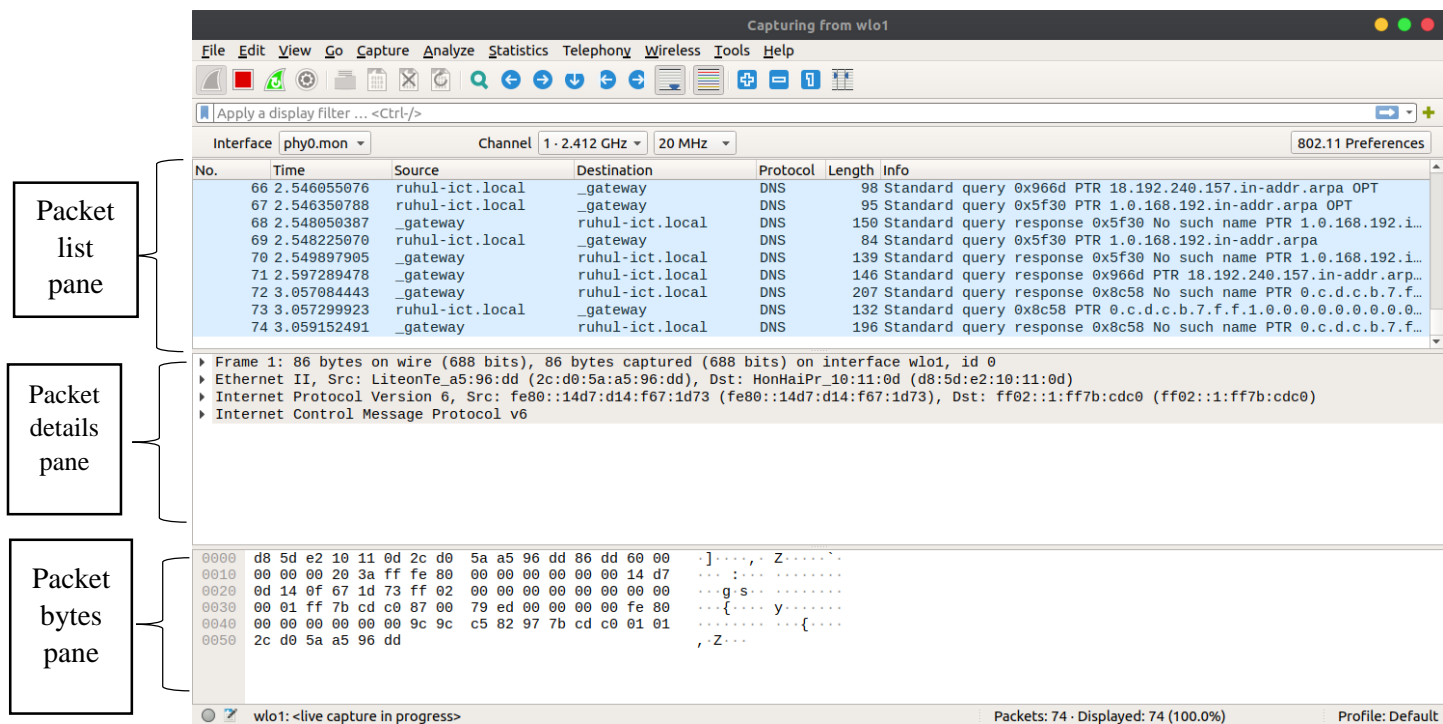 Capturing from wlo1
File Edit View Go Capture Analyze Statistics Telephony Wireless Tools Help
Apply a display filter … <Ctrl-/>
Interface phy0.mon Channel 1 · 2.412 GHz 20 MHz 802.11 Preferences
Packet list pane
No. Time Source Destination Protocol Length Info
66 2.546055076 ruhul-ict.local _gateway DNS 98 Standard query 0x966d PTR 18.192.240.157.in-addr.arpa OPT
67 2.546350788 ruhul-ict.local _gateway DNS 95 Standard query 0x5f30 PTR 1.0.168.192.in-addr.arpa OPT
68 2.548050387 _gateway ruhul-ict.local DNS 150 Standard query response 0x5f30 No such name PTR 1.0.168.192.i…
69 2.548225070 ruhul-ict.local _gateway DNS 84 Standard query 0x5f30 PTR 1.0.168.192.in-addr.arpa
70 2.549897905 _gateway ruhul-ict.local DNS 139 Standard query response 0x5f30 No such name PTR 1.0.168.192.i…
71 2.597289478 _gateway ruhul-ict.local DNS 146 Standard query response 0x966d PTR 18.192.240.157.in-addr.arp…
72 3.057084443 _gateway ruhul-ict.local DNS 207 Standard query response 0x8c58 No such name PTR 0.c.d.c.b.7.f…
73 3.057299923 ruhul-ict.local _gateway DNS 132 Standard query 0x8c58 PTR 0.c.d.c.b.7.f.f.1.0.0.0.0.0.0.0.0…
74 3.059152491 _gateway ruhul-ict.local DNS 196 Standard query response 0x8c58 No such name PTR 0.c.d.c.b.7.f…
Packet details pane
Frame 1: 86 bytes on wire (688 bits), 86 bytes captured (688 bits) on interface wlo1, id 0
Ethernet II, Src: LiteonTe_a5:96:dd (2c:d0:5a:a5:96:dd), Dst: HonHaiPr_10:11:0d (d8:5d:e2:10:11:0d)
Internet Protocol Version 6, Src: fe80::14d7:d14:f67:1d73 (fe80::14d7:d14:f67:1d73), Dst: ff02::1:ff7b:cdc0 (ff02::1:ff7b:cdc0)
Internet Control Message Protocol v6
Packet bytes pane
0000 d8 5d e2 10 11 0d 2c d0 5a a5 96 dd 86 dd 60 00 ·]····,· Z·····`·
0010 00 00 00 20 3a ff fe 80 00 00 00 00 00 00 14 d7 ··· :··· ········
0020 0d 14 0f 67 1d 73 ff 02 00 00 00 00 00 00 00 00 ···g·s·· ········
0030 00 01 ff 7b cd c0 87 00 79 ed 00 00 00 00 fe 80 ···{···· y·······
0040 00 00 00 00 00 00 9c 9c c5 82 97 7b cd c0 01 01 ········ ···{····
0050 2c d0 5a a5 96 dd ,·Z···
wlo1: <live capture in progress> Packets: 74 · Displayed: 74 (100.0%) Profile: Default